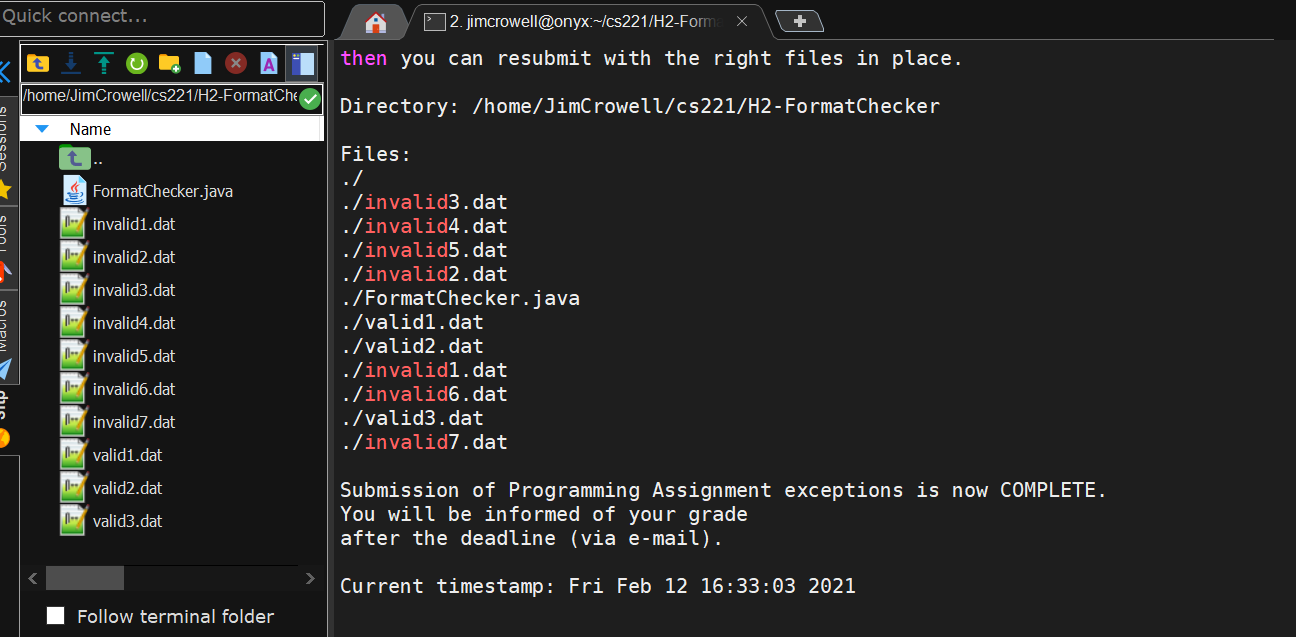 Quick connect...
2. jimcrowell@onyx:~/cs221/H2-Form
/home/JimCrowell/cs221/H2-FormatChe
Name
..
FormatChecker.java
invalid1.dat
invalid2.dat
invalid3.dat
invalid4.dat
invalid5.dat
invalid6.dat
invalid7.dat
valid1.dat
valid2.dat
valid3.dat
Follow terminal folder
Sessions
Tools
Macros
Sftp
then you can resubmit with the right files in place.
Directory: /home/JimCrowell/cs221/H2-FormatChecker
Files:
./
./invalid3.dat
./invalid4.dat
./invalid5.dat
./invalid2.dat
./FormatChecker.java
./valid1.dat
./valid2.dat
./invalid1.dat
./invalid6.dat
./valid3.dat
./invalid7.dat
Submission of Programming Assignment exceptions is now COMPLETE.
You will be informed of your grade
after the deadline (via e-mail).
Current timestamp: Fri Feb 12 16:33:03 2021